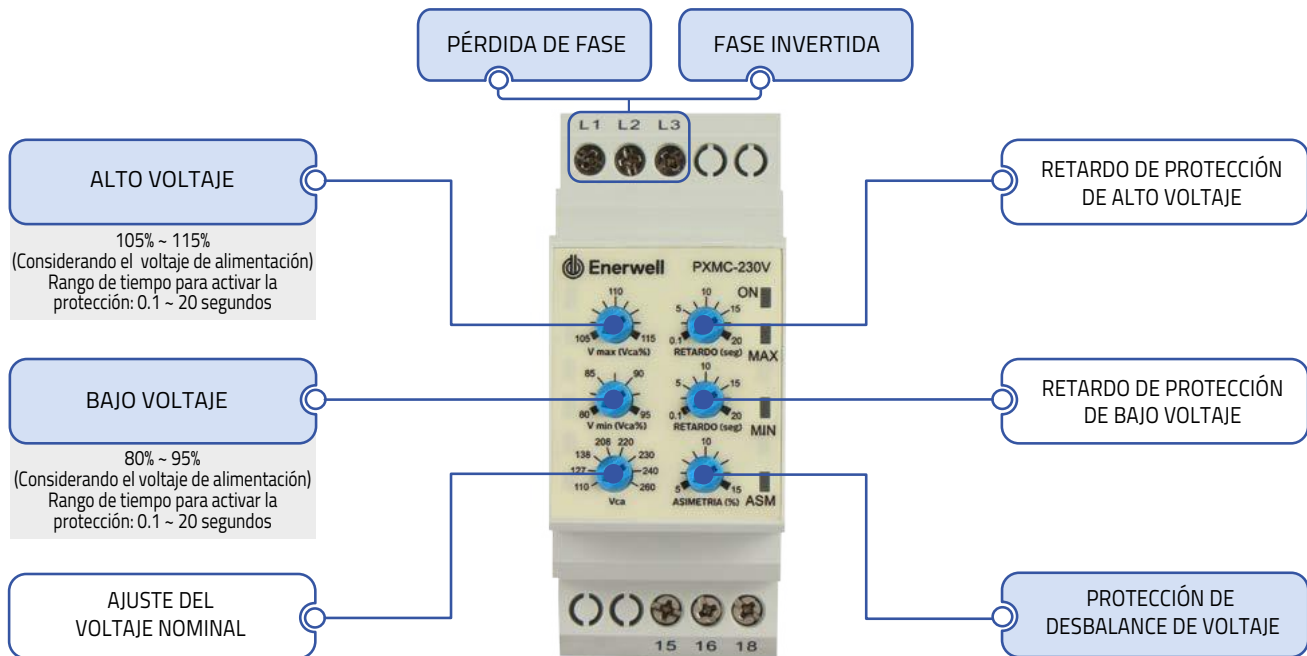 PÉRDIDA DE FASE
FASE INVERTIDA
L1 L2 L3
ALTO VOLTAJE
105% ~ 115%
(Considerando el voltaje de alimentación)
Rango de tiempo para activar la
protección: 0.1 ~ 20 segundos
RETARDO DE PROTECCIÓN
DE ALTO VOLTAJE
Enerwell PXMC-230V
110
105 115
V max (Vca%)
10
5 15
0.1 20
RETARDO (seg)
ON
MAX
BAJO VOLTAJE
80% ~ 95%
(Considerando el voltaje de alimentación)
Rango de tiempo para activar la
protección: 0.1 ~ 20 segundos
85 90
80 95
V min (Vca%)
10
5 15
0.1 20
RETARDO (seg)
MIN
RETARDO DE PROTECCIÓN
DE BAJO VOLTAJE
208 220
138 230
127 240
110 260
Vca
10
5 15
ASIMETRIA (%)
ASM
AJUSTE DEL
VOLTAJE NOMINAL
PROTECCIÓN DE
DESBALANCE DE VOLTAJE
15 16 18